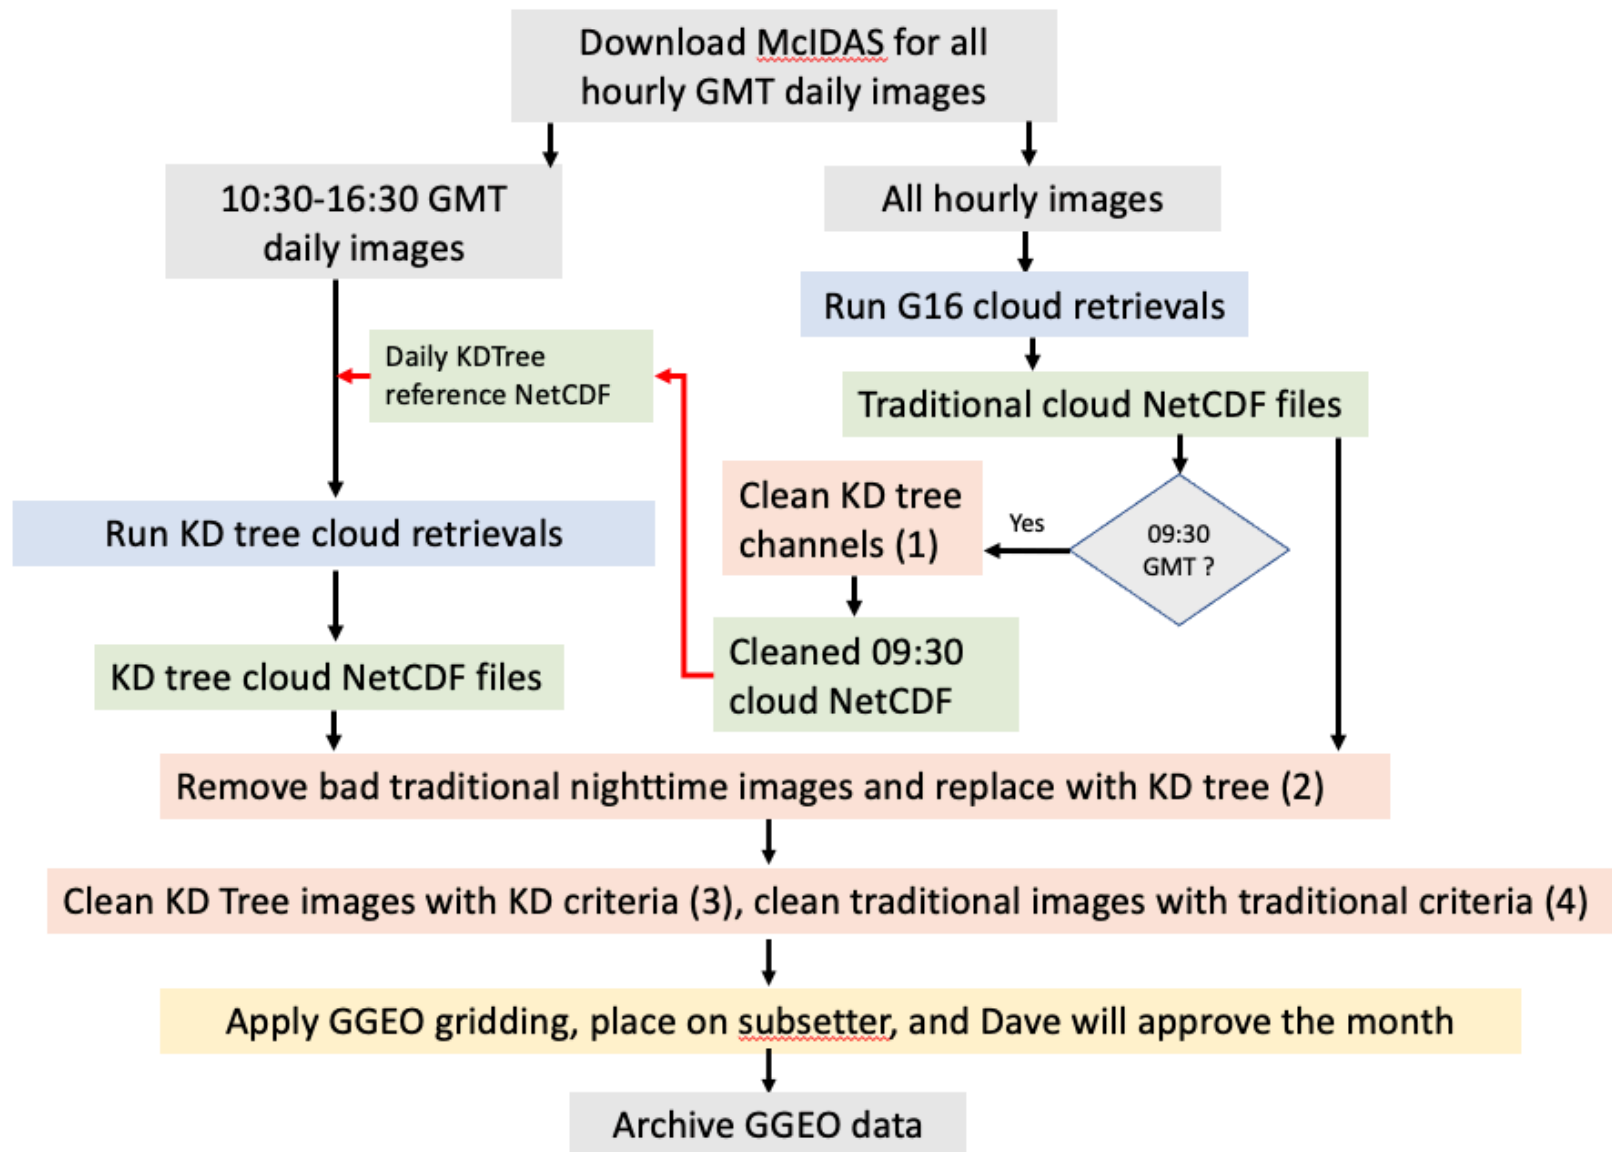 Download McIDAS for all
hourly GMT daily images
10:30-16:30 GMT
daily images
All hourly images
Run G16 cloud retrievals
Daily KDTree
reference NetCDF
Traditional cloud NetCDF files
Clean KD tree
channels (1)
Yes
09:30
GMT ?
Run KD tree cloud retrievals
Cleaned 09:30
cloud NetCDF
KD tree cloud NetCDF files
Remove bad traditional nighttime images and replace with KD tree (2)
Clean KD Tree images with KD criteria (3), clean traditional images with traditional criteria (4)
Apply GGEO gridding, place on subsetter, and Dave will approve the month
Archive GGEO data